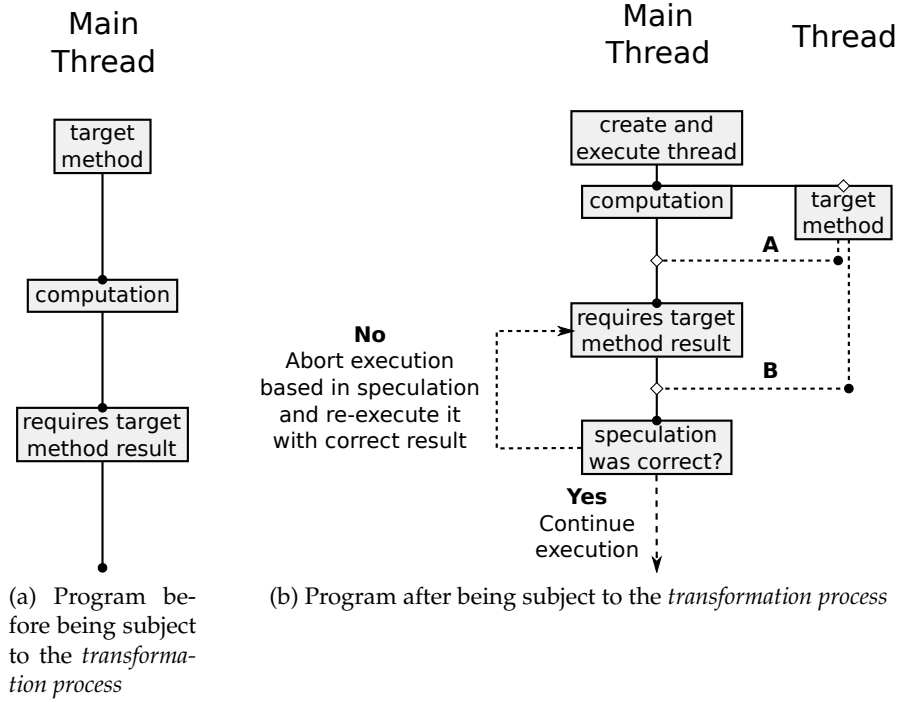 Main
Thread
target
method
computation
requires target
method result
(a) Program be-
fore being subject
to the transforma-
tion process
Main
Thread
Thread
create and
execute thread
computation
target
method
A
requires target
method result
B
No
Abort execution
based in speculation
and re-execute it
with correct result
speculation
was correct?
Yes
Continue
execution
(b) Program after being subject to the transformation process